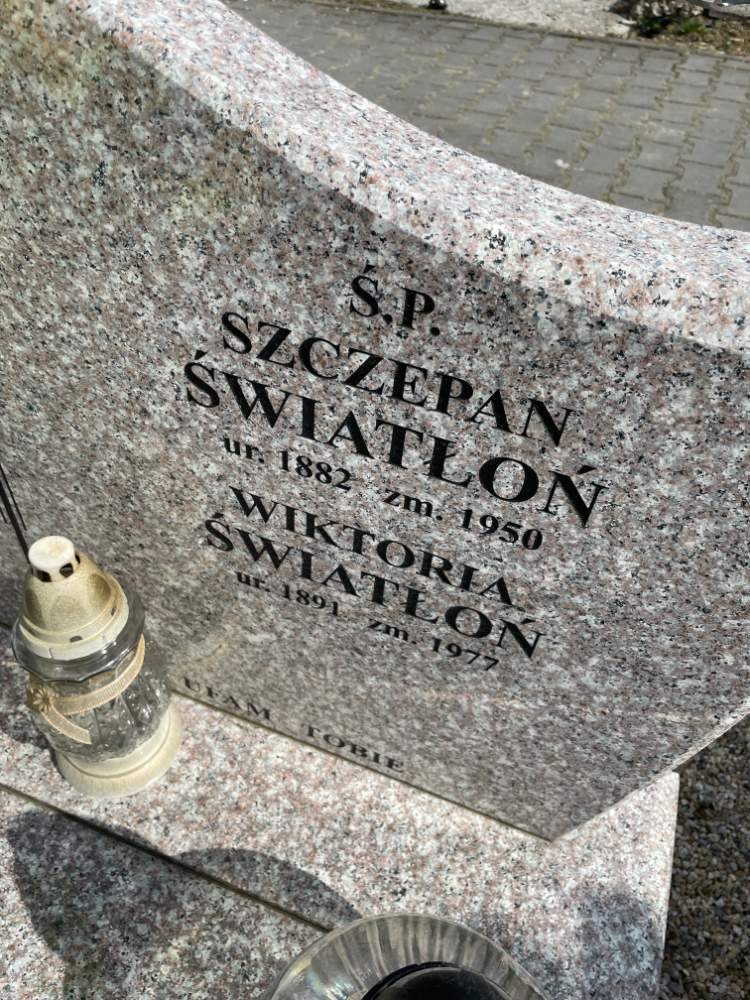 Ś.P.
SZCZEPAN
ŚWIATŁOŃ
ur. 1882 zm. 1950
WIKTORIA
ŚWIATŁOŃ
ur. 1891 zm. 1977
UFAM TOBIE